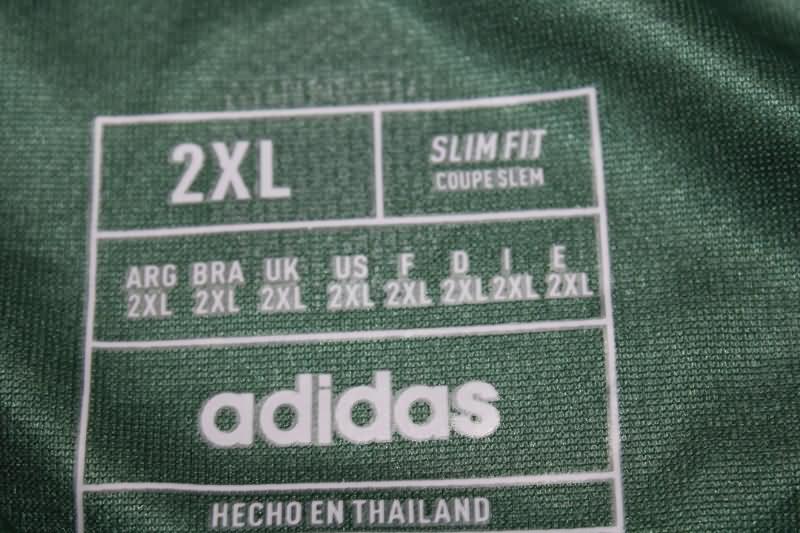 2XL
SLIM FIT
COUPE SLEM
ARG BRA UK US F D I E
2XL 2XL 2XL 2XL 2XL 2XL 2XL 2XL
adidas
HECHO EN THAILAND